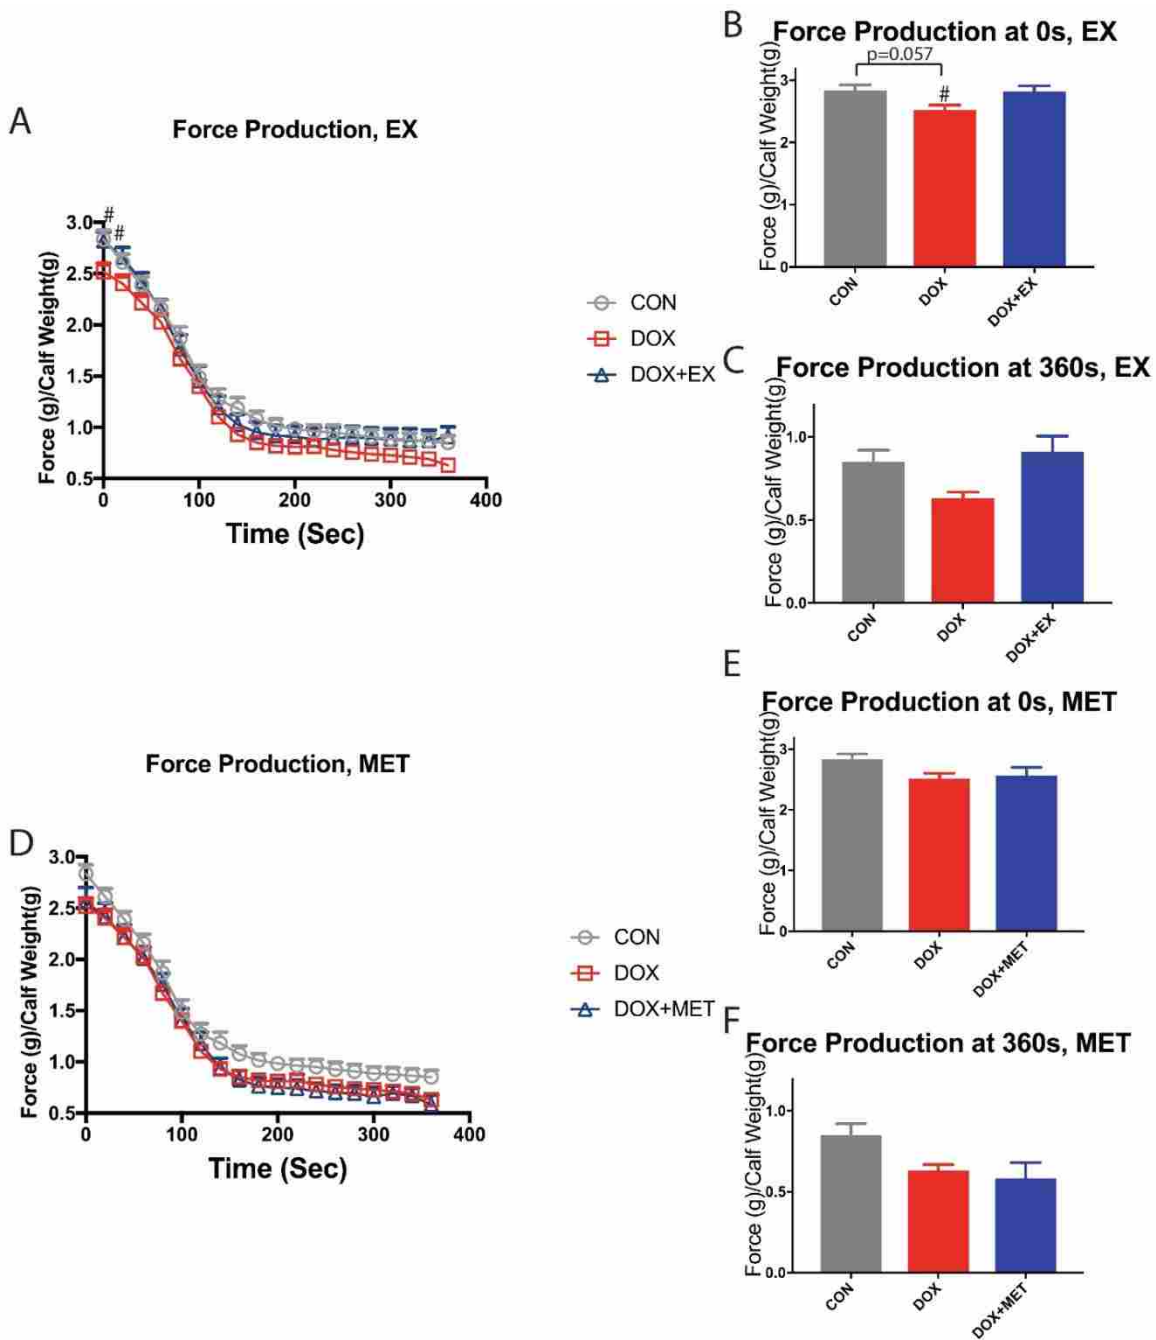 A
Force Production, EX
#
#
3.0
2.5
2.0
1.5
1.0
0.5
0
100
200
300
400
Force (g)/Calf Weight(g)
Time (Sec)
CON
DOX
DOX+EX
B
Force Production at 0s, EX
p=0.057
#
3
2
1
0
Force (g)/Calf Weight(g)
CON
DOX
DOX+EX
C
Force Production at 360s, EX
1.0
0.5
0.0
Force (g)/Calf Weight(g)
CON
DOX
DOX+EX
D
Force Production, MET
3.0
2.5
2.0
1.5
1.0
0.5
0
100
200
300
400
Force (g)/Calf Weight(g)
Time (Sec)
CON
DOX
DOX+MET
E
Force Production at 0s, MET
3
2
1
0
Force (g)/Calf Weight(g)
CON
DOX
DOX+MET
F
Force Production at 360s, MET
1.0
0.5
0.0
Force (g)/Calf Weight(g)
CON
DOX
DOX+MET